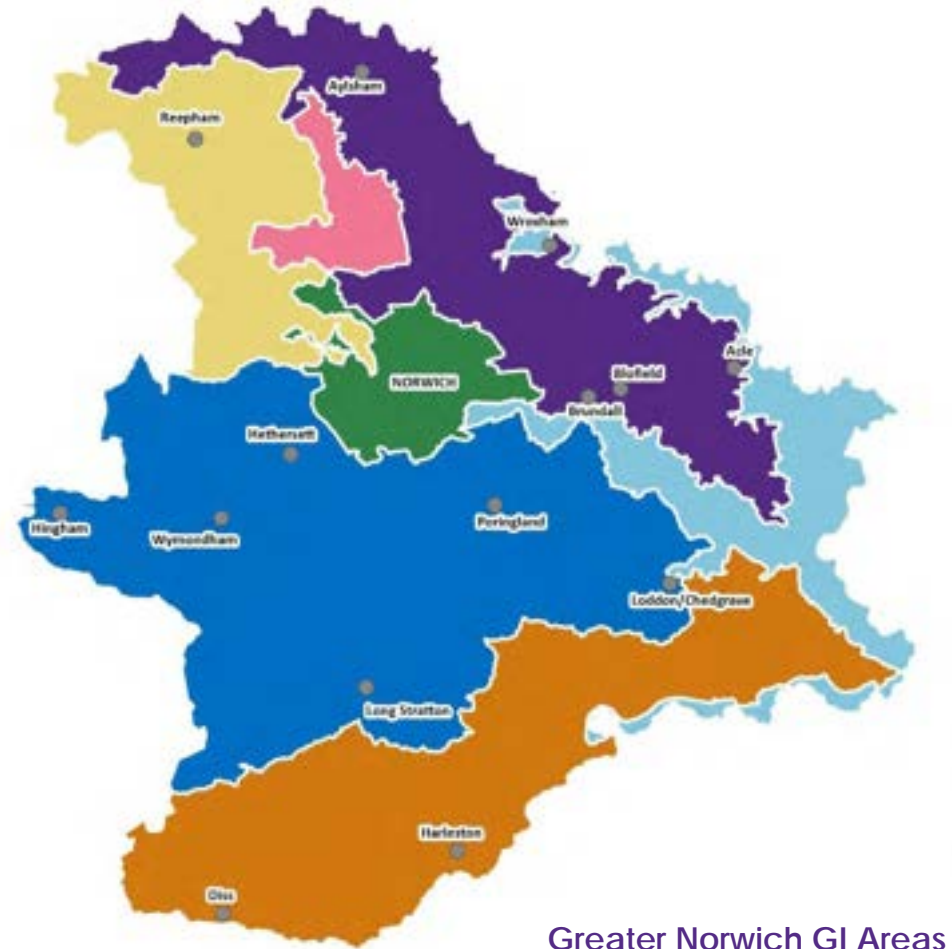 Aylsham
Reepham
Wroxham
Acle
Blofield
NORWICH
Brundall
Hethersett
Hingham
Poringland
Wymondham
Loddon/Chedgrave
Long Stratton
Harleston
Diss
Greater Norwich GI Areas